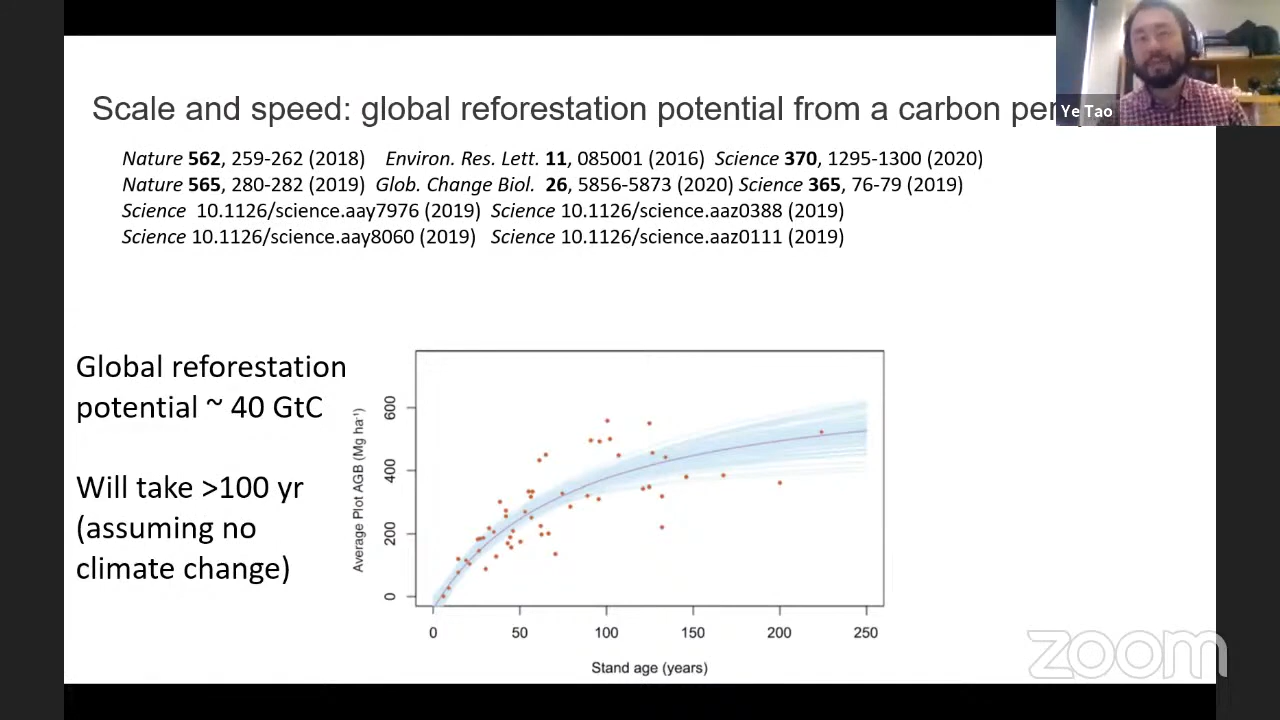 Scale and speed: global reforestation potential from a carbon per
Ye Tao
Nature 562, 259-262 (2018) Environ. Res. Lett. 11, 085001 (2016) Science 370, 1295-1300 (2020)
Nature 565, 280-282 (2019) Glob. Change Biol. 26, 5856-5873 (2020) Science 365, 76-79 (2019)
Science 10.1126/science.aay7976 (2019) Science 10.1126/science.aaz0388 (2019)
Science 10.1126/science.aay8060 (2019) Science 10.1126/science.aaz0111 (2019)
Global reforestation
potential ~ 40 GtC
Will take >100 yr
(assuming no
climate change)
Average Plot AGB (Mg ha⁻¹)
600
400
200
0
0 50 100 150 200 250
Stand age (years)
zoom